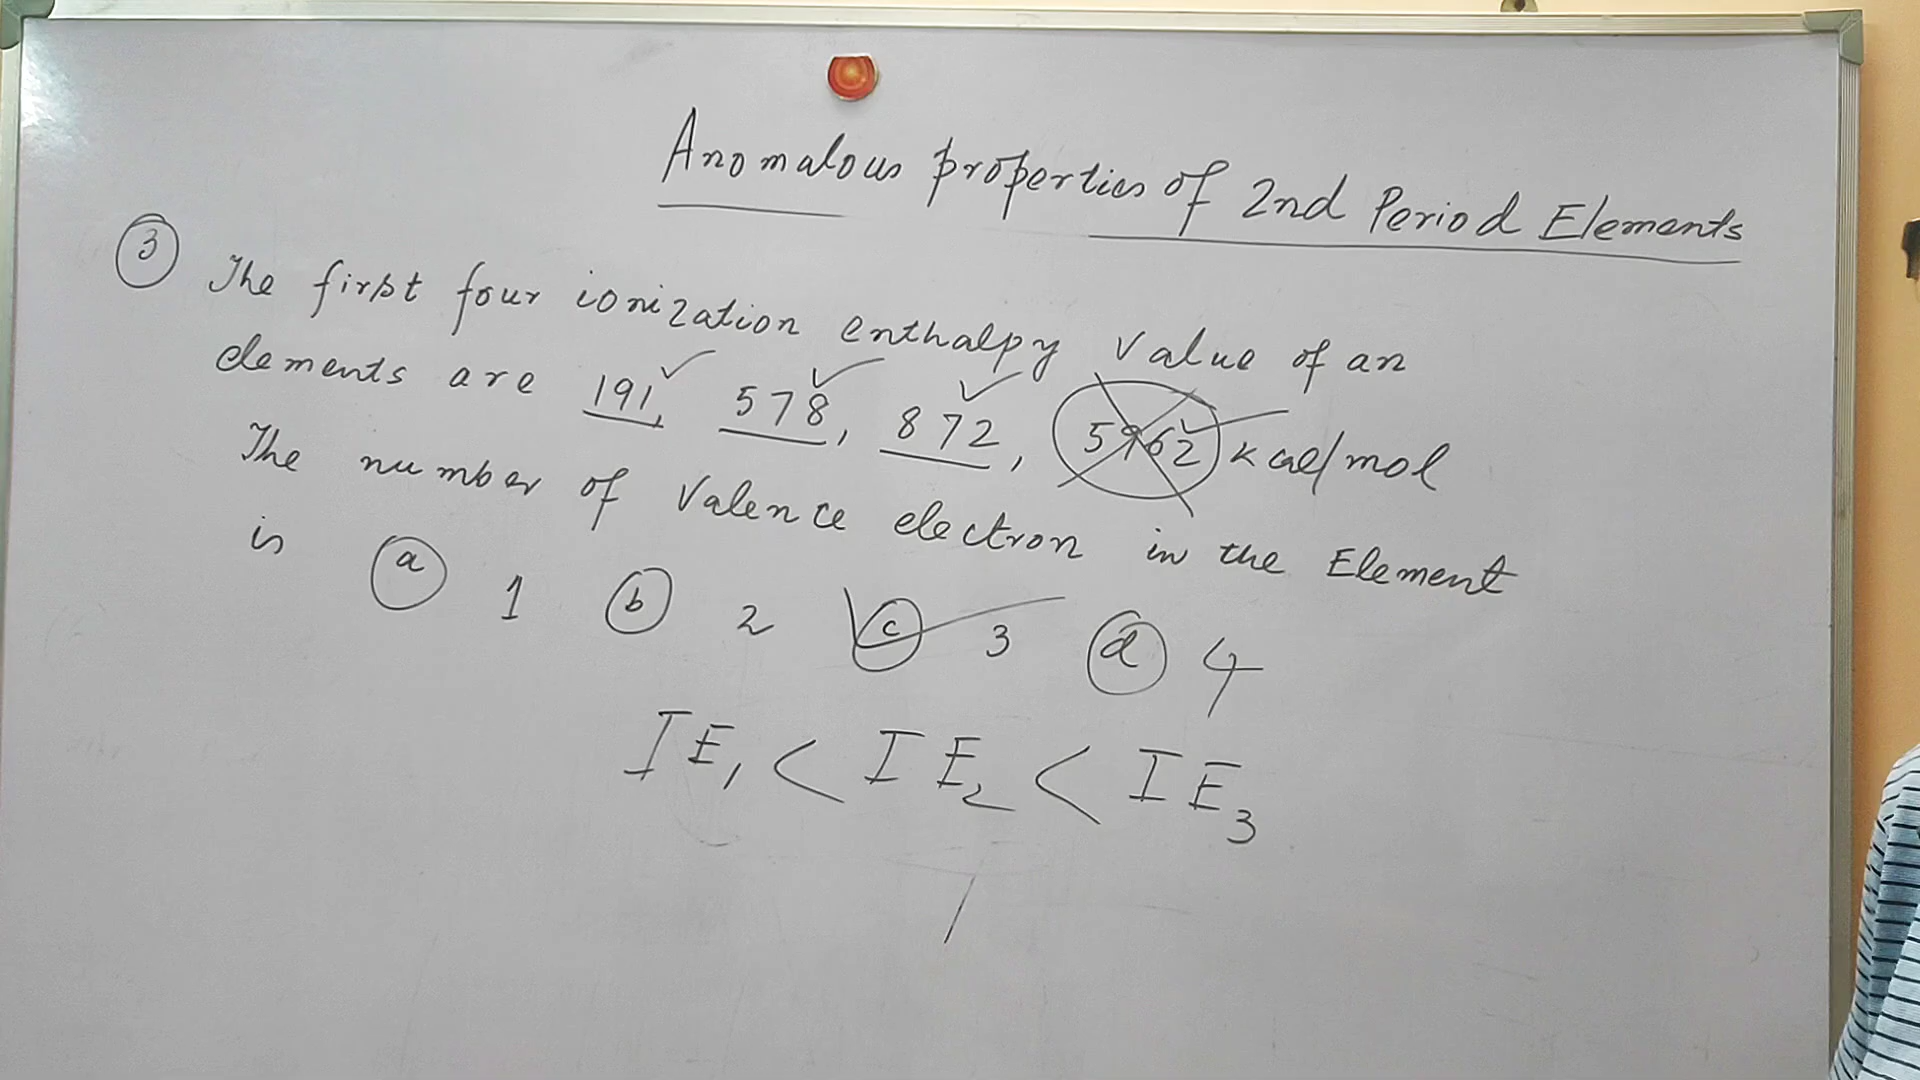 Anomalous properties of 2nd Period Elements
③ The first four ionization enthalpy value of an
elements are 191, 578, 872, 5962 kcal/mol
The number of valence electron in the Element
is ⓐ 1 ⓑ 2 ⓒ 3 ⓓ 4
IE₁ < IE₂ < IE₃